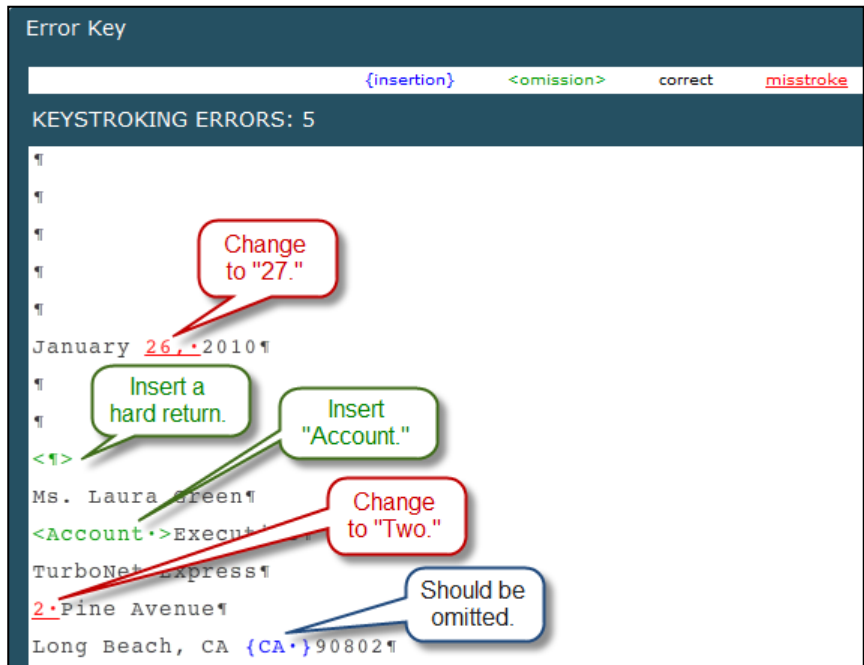 Error Key
{insertion} <omission> correct misstroke
KEYSTROKING ERRORS: 5
¶
¶
¶
¶
¶
Change
to "27."
January 26,·2010¶
¶
¶
Insert a
hard return.
Insert
"Account."
<¶>
Ms. Laura Green¶
Change
to "Two."
<Account·>
TurboNet Express¶
Should be
omitted.
2·Pine Avenue¶
Long Beach, CA {CA·}90802¶